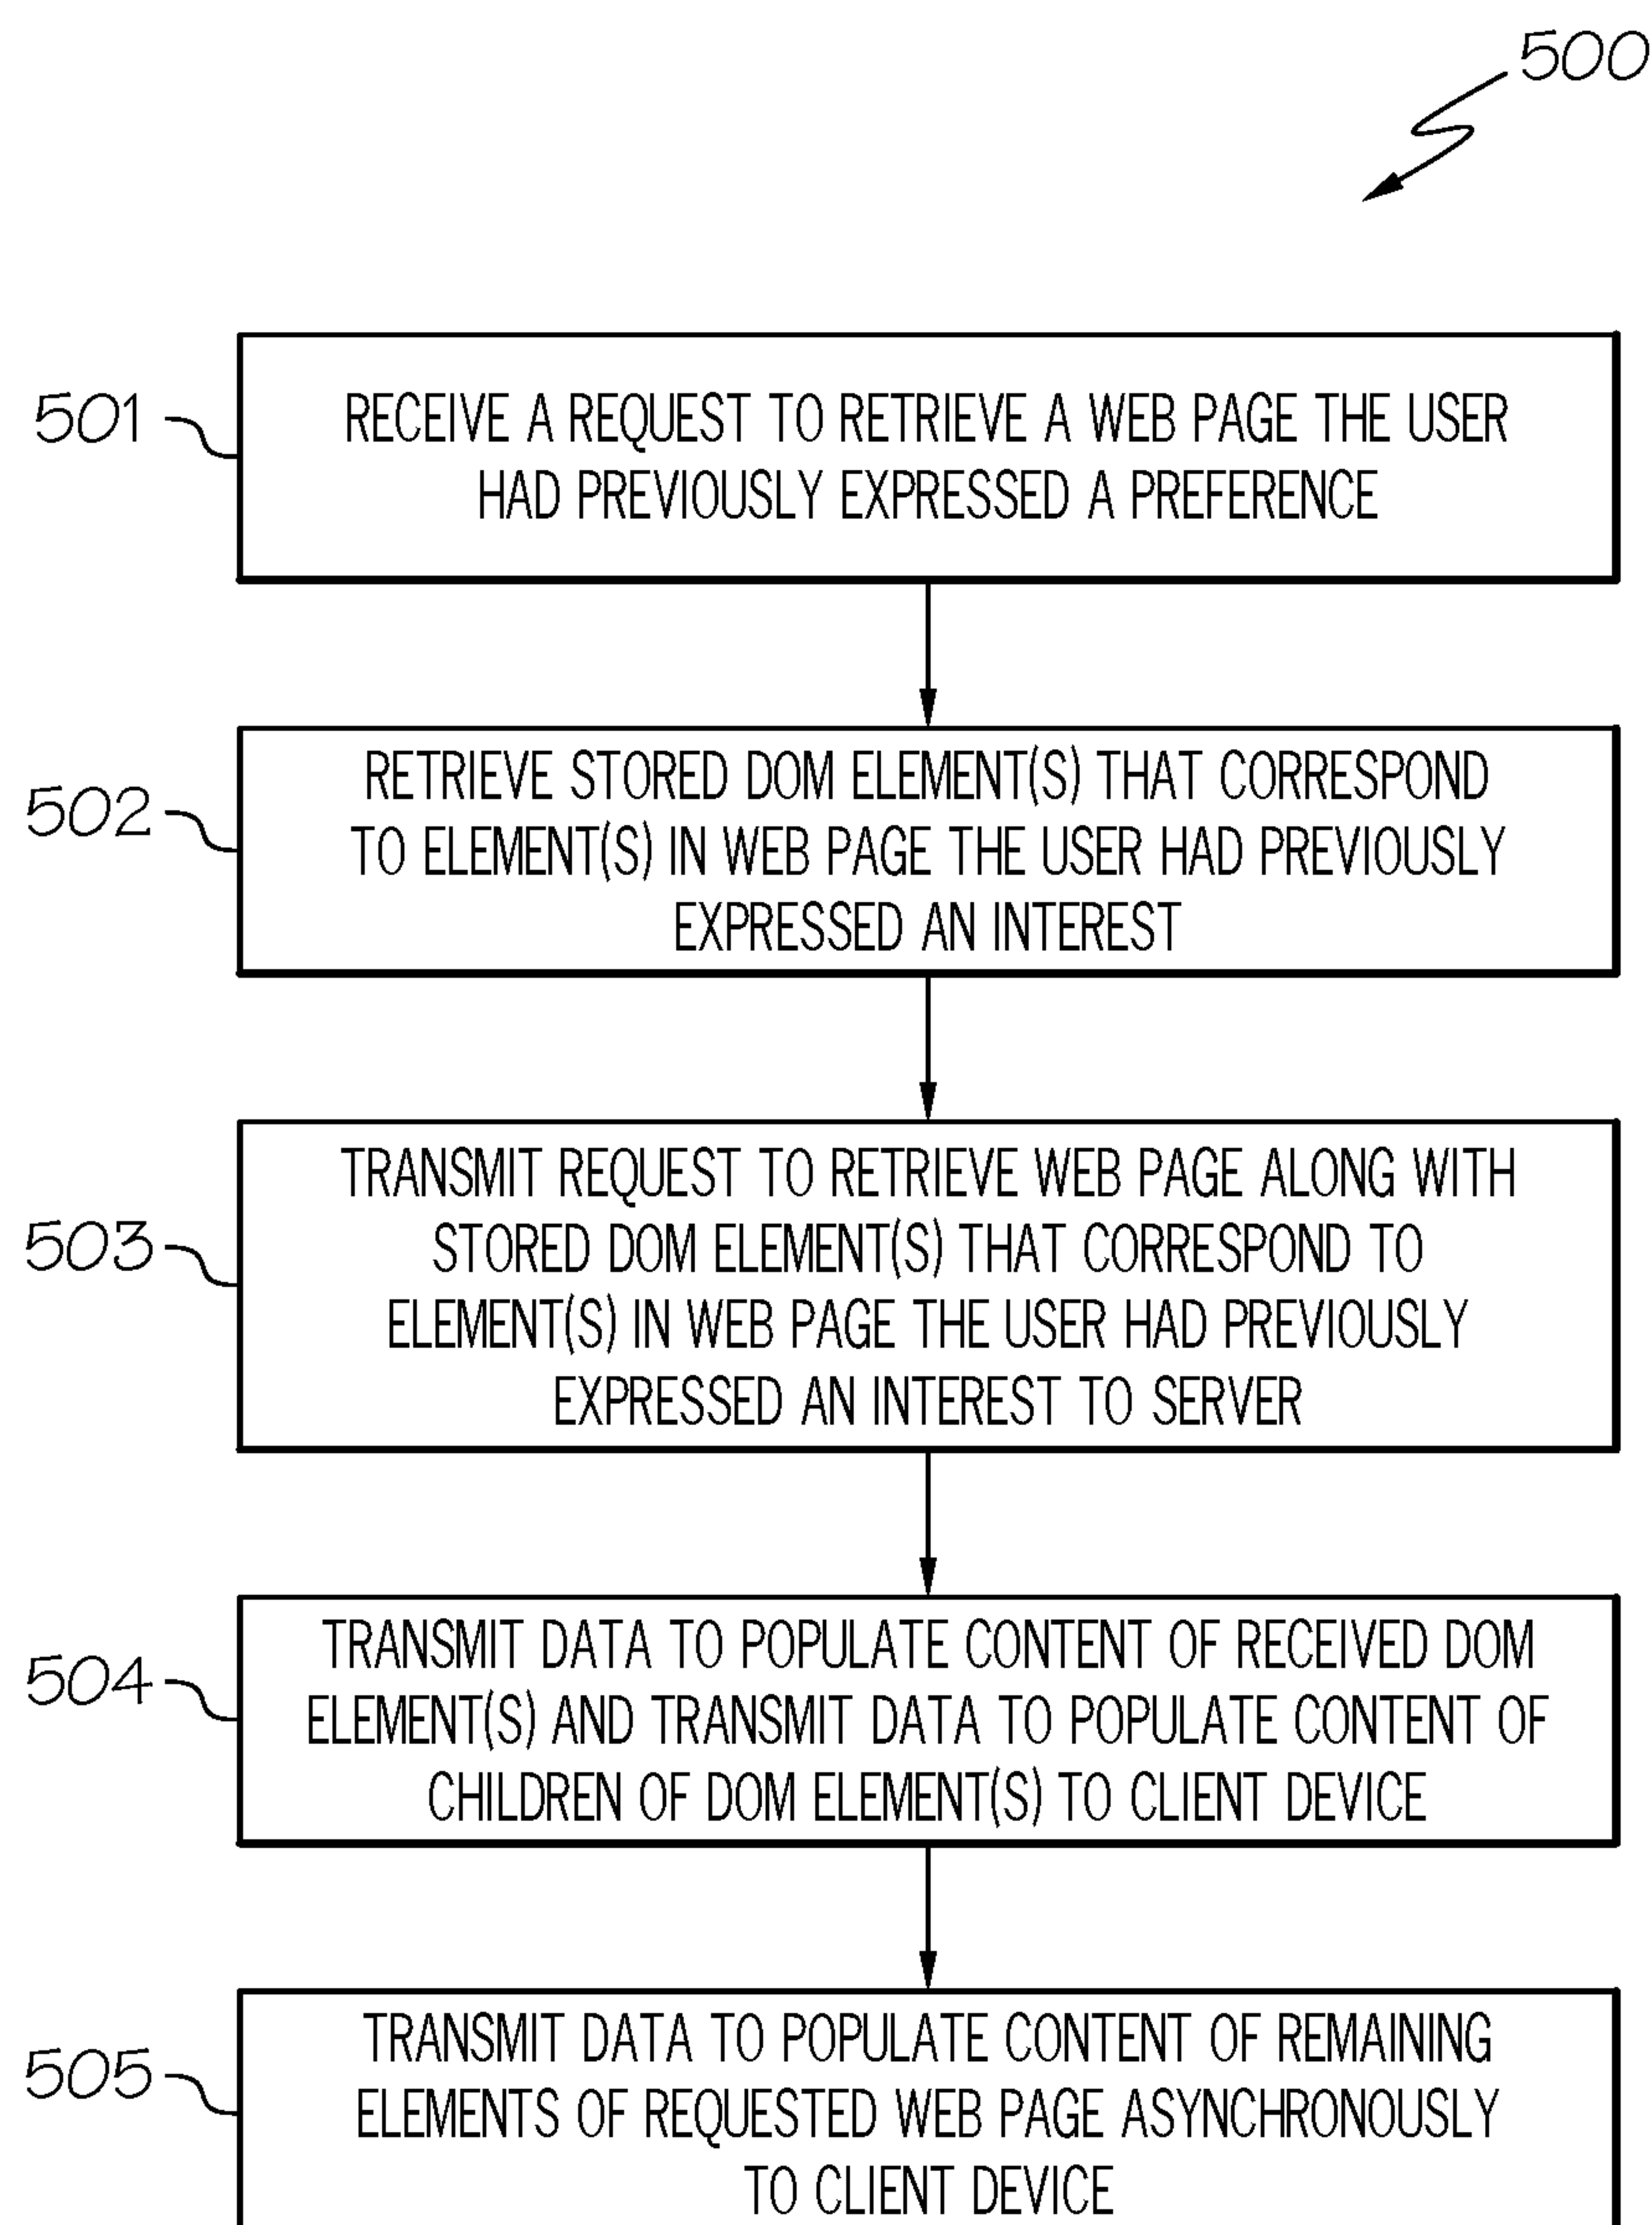 500
501
RECEIVE A REQUEST TO RETRIEVE A WEB PAGE THE USER
HAD PREVIOUSLY EXPRESSED A PREFERENCE
502
RETRIEVE STORED DOM ELEMENT(S) THAT CORRESPOND
TO ELEMENT(S) IN WEB PAGE THE USER HAD PREVIOUSLY
EXPRESSED AN INTEREST
503
TRANSMIT REQUEST TO RETRIEVE WEB PAGE ALONG WITH
STORED DOM ELEMENT(S) THAT CORRESPOND TO
ELEMENT(S) IN WEB PAGE THE USER HAD PREVIOUSLY
EXPRESSED AN INTEREST TO SERVER
504
TRANSMIT DATA TO POPULATE CONTENT OF RECEIVED DOM
ELEMENT(S) AND TRANSMIT DATA TO POPULATE CONTENT OF
CHILDREN OF DOM ELEMENT(S) TO CLIENT DEVICE
505
TRANSMIT DATA TO POPULATE CONTENT OF REMAINING
ELEMENTS OF REQUESTED WEB PAGE ASYNCHRONOUSLY
TO CLIENT DEVICE